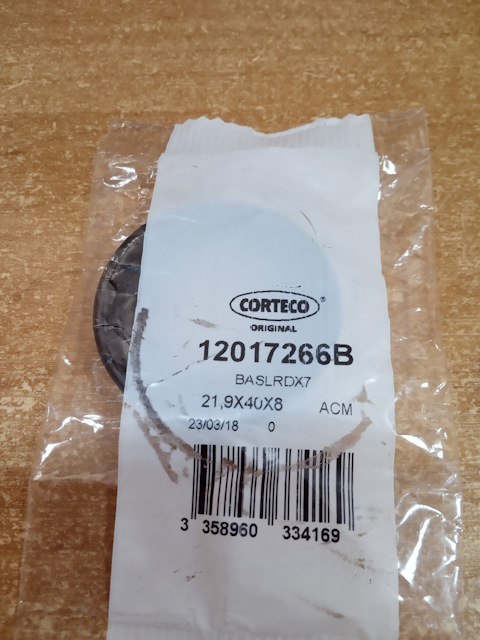 CORTECO®
ORIGINAL
12017266B
BASLRDX7
21,9X40X8 ACM
23/03/18 0
3 358960 334169